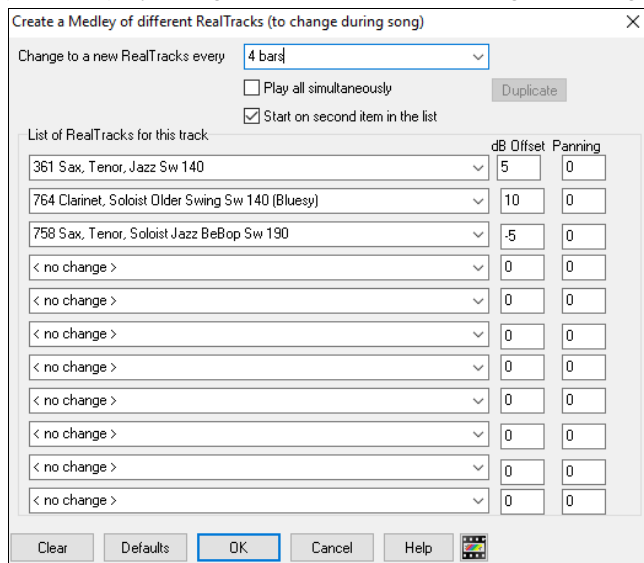 Create a Medley of different RealTracks (to change during song)
Change to a new RealTracks every 4 bars
Play all simultaneously Duplicate
Start on second item in the list
List of RealTracks for this track
dB Offset Panning
361 Sax, Tenor, Jazz Sw 140 5 0
764 Clarinet, Soloist Older Swing Sw 140 (Bluesy) 10 0
758 Sax, Tenor, Soloist Jazz BeBop Sw 190 -5 0
< no change > 0 0
< no change > 0 0
< no change > 0 0
< no change > 0 0
< no change > 0 0
< no change > 0 0
< no change > 0 0
< no change > 0 0
Clear Defaults OK Cancel Help